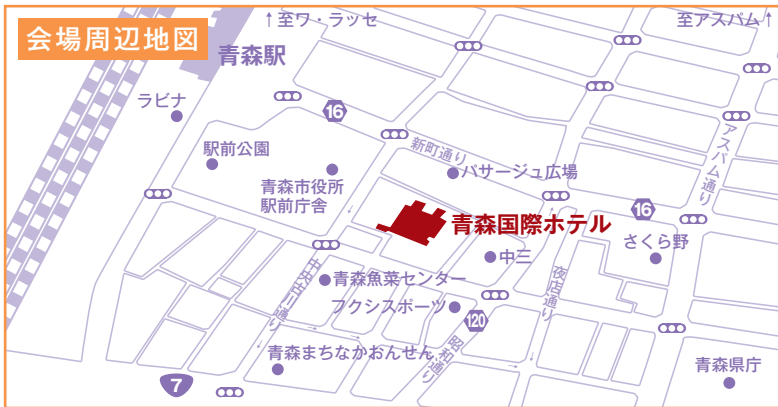 会場周辺地図
↑至ワ・ラッセ
至アスパム↑
青森駅
ラビナ
16
新町通り
アスパム通り
駅前公園
パサージュ広場
青森市役所
駅前庁舎
16
青森国際ホテル
さくら野
中三
夜店通り
青森魚菜センター
中央古川通り
フクシスポーツ
120
昭和通り
青森まちなかおんせん
7
青森県庁